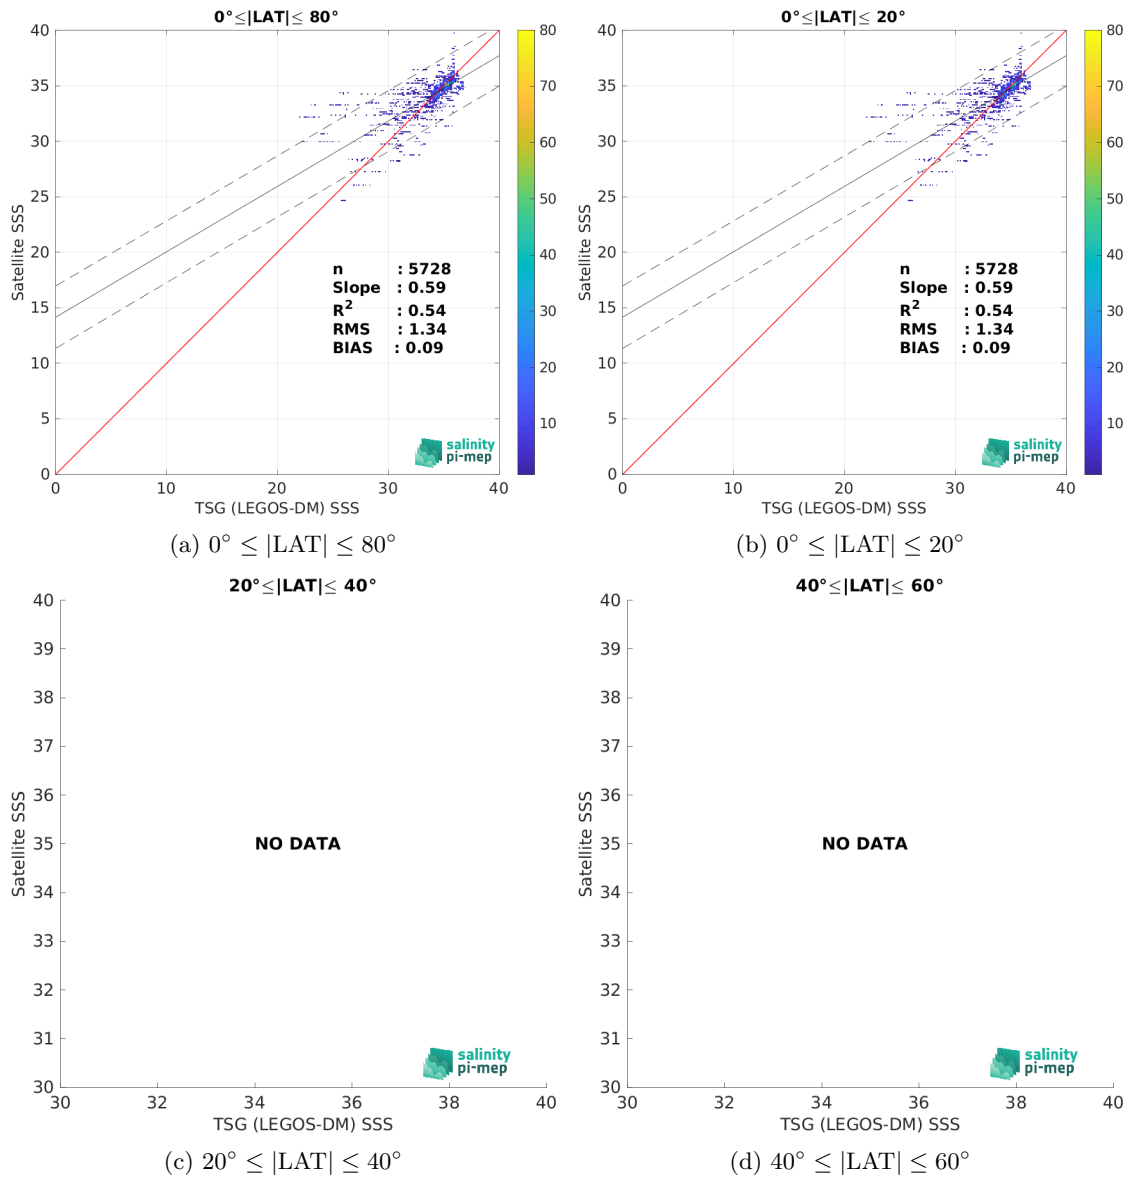 0°≤|LAT|≤ 80°
40
35
30
25
20
15
10
5
0
Satellite SSS
n : 5728
Slope : 0.59
R2 : 0.54
RMS : 1.34
BIAS : 0.09
salinity
pi-mep
0 10 20 30 40
TSG (LEGOS-DM) SSS
80
70
60
50
40
30
20
10
(a) 0° ≤ |LAT| ≤ 80°
0°≤|LAT|≤ 20°
40
35
30
25
20
15
10
5
0
Satellite SSS
n : 5728
Slope : 0.59
R2 : 0.54
RMS : 1.34
BIAS : 0.09
salinity
pi-mep
0 10 20 30 40
TSG (LEGOS-DM) SSS
80
70
60
50
40
30
20
10
(b) 0° ≤ |LAT| ≤ 20°
20°≤|LAT|≤ 40°
40
39
38
37
36
35
34
33
32
31
30
Satellite SSS
NO DATA
salinity
pi-mep
30 32 34 36 38 40
TSG (LEGOS-DM) SSS
(c) 20° ≤ |LAT| ≤ 40°
40°≤|LAT|≤ 60°
40
39
38
37
36
35
34
33
32
31
30
Satellite SSS
NO DATA
salinity
pi-mep
30 32 34 36 38 40
TSG (LEGOS-DM) SSS
(d) 40° ≤ |LAT| ≤ 60°